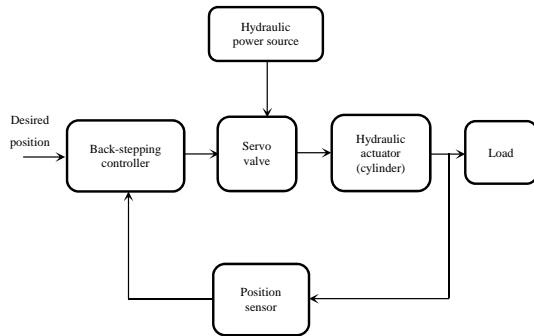 Hydraulic
power source
Desired
position
Back-stepping
controller
Servo
valve
Hydraulic
actuator
(cylinder)
Load
Position
sensor